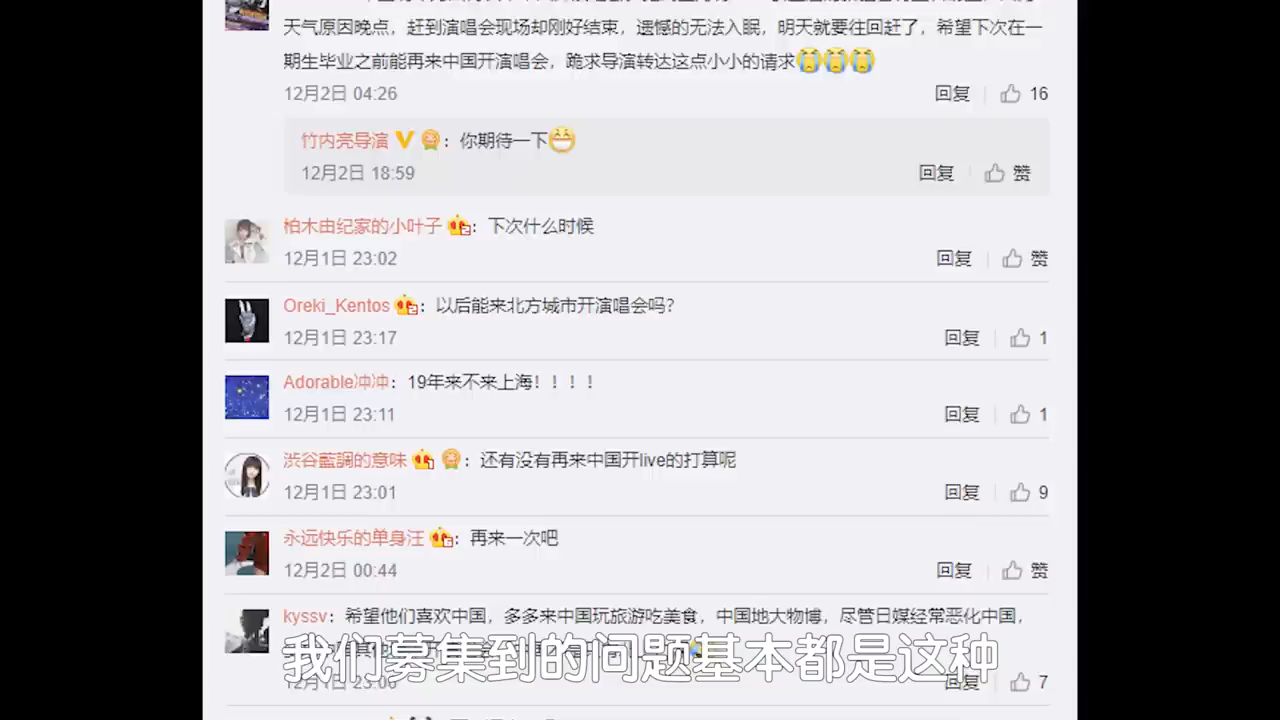 天气原因晚点，赶到演唱会现场却刚好结束，遗憾的无法入眠，明天就要往回赶了，希望下次在一
期生毕业之前能再来中国开演唱会，跪求导演转达这点小小的请求😭😭😭
12月2日 04:26 回复 16
竹内亮导演：你期待一下😁
12月2日 18:59 回复 赞
柏木由纪家的小叶子：下次什么时候
12月1日 23:02 回复 赞
Oreki_Kentos：以后能来北方城市开演唱会吗？
12月1日 23:17 回复 1
Adorable冲冲：19年来不来上海！！！！
12月1日 23:11 回复 1
渋谷藍調的意味：还有没有再来中国开live的打算呢
12月1日 23:01 回复 9
永远快乐的单身汪：再来一次吧
12月2日 00:44 回复 赞
kyssv：希望他们喜欢中国，多多来中国玩旅游吃美食，中国地大物博，尽管日媒经常恶化中国，
我们募集到的问题基本都是这种
12月1日 23:06 回复 7